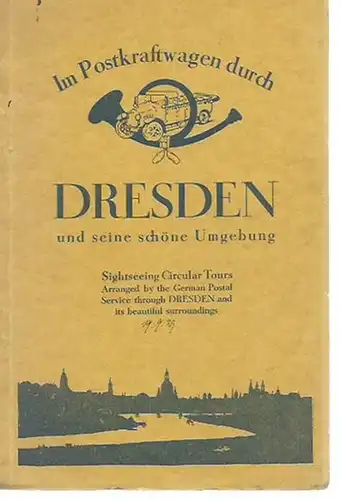 Im Postkraftwagen durch
DRESDEN
und seine schöne Umgebung
Sightseeing Circular Tours
Arranged by the German Postal
Service through DRESDEN and
its beautiful surroundings